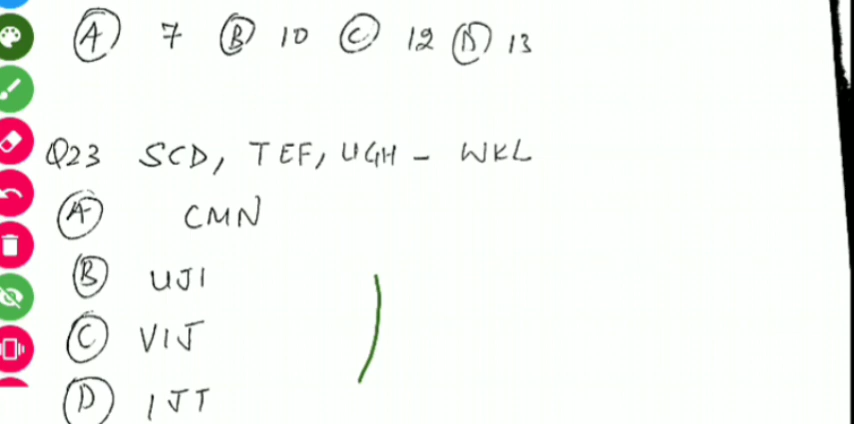 (A) 7 (B) 10 (C) 12 (D) 13
Q23 SCD, TEF, UGH - WKL
(A) CMN
(B) UJI
(C) VIJ
(D) IJT